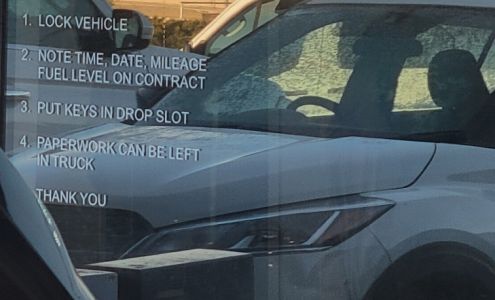 1. LOCK VEHICLE
2. NOTE TIME, DATE, MILEAGE
FUEL LEVEL ON CONTRACT
3. PUT KEYS IN DROP SLOT
4. PAPERWORK CAN BE LEFT
IN TRUCK
THANK YOU